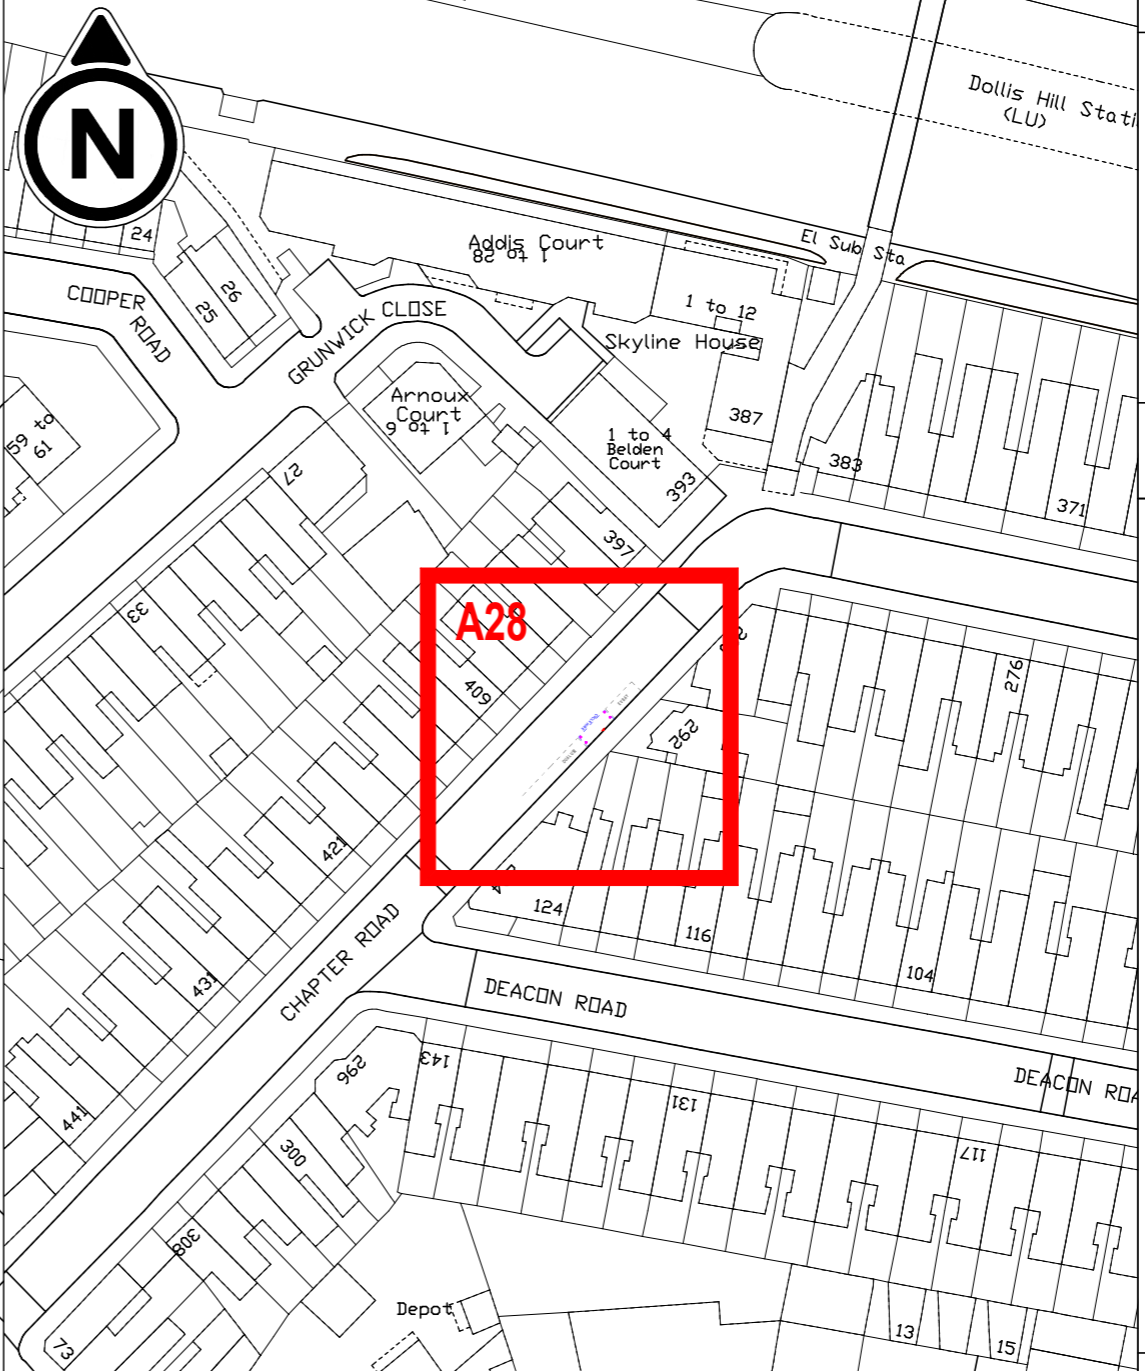 N
Dollis Hill Stati
(LU)
24
Addis Court
1 to 28
El Sub Sta
COOPER
ROAD
26
25
GRUNWICK CLOSE
1 to 12
Skyline House
Arnoux
Court
1 to 6
387
59 to
61
1 to 4
Belden
Court
393
383
371
27
397
33
A28
409
276
292
421
124
116
104
431
CHAPTER ROAD
DEACON ROAD
DEACON ROA
296
143
131
441
300
117
308
Depot
13
15
73